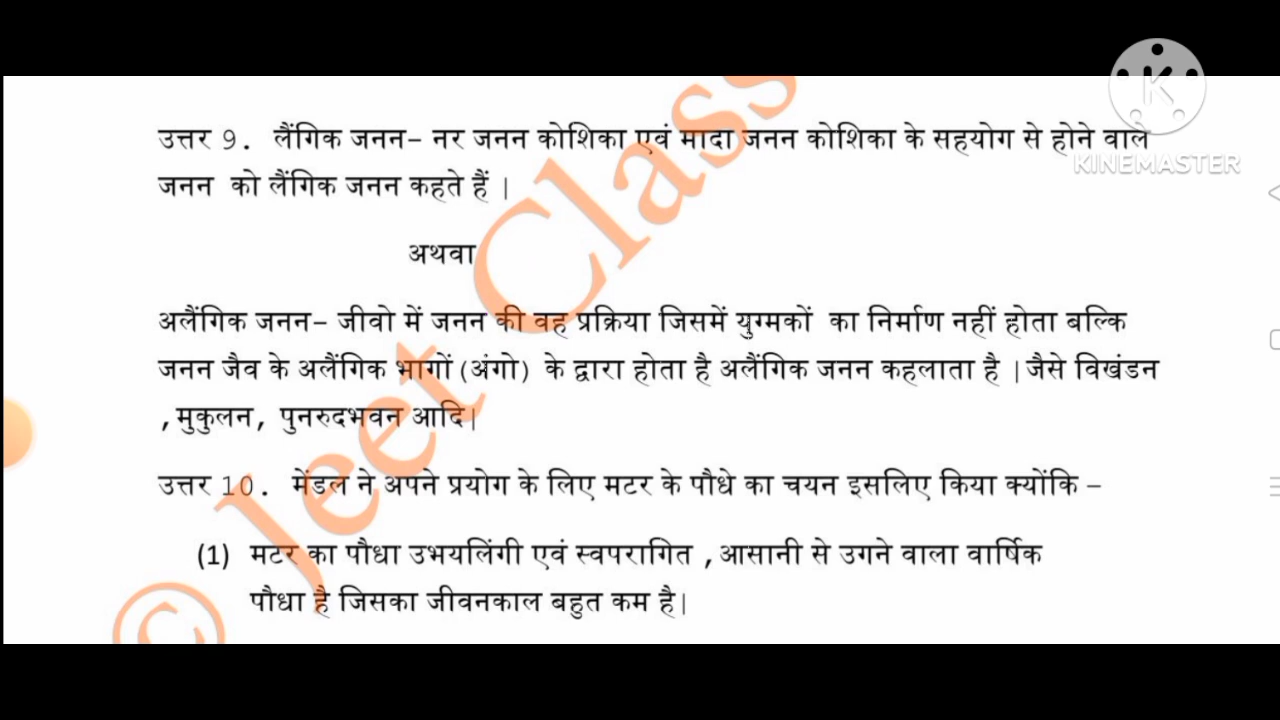 उत्तर 9. लैंगिक जनन- नर जनन कोशिका एवं मादा जनन कोशिका के सहयोग से होने वाले
जनन को लैंगिक जनन कहते हैं |
अथवा
अलैंगिक जनन- जीवो में जनन की वह प्रक्रिया जिसमें युग्मकों का निर्माण नहीं होता बल्कि
जनन जैव के अलैंगिक भागों(अंगो) के द्वारा होता है अलैंगिक जनन कहलाता है |जैसे विखंडन
,मुकुलन, पुनरुदभवन आदि|
उत्तर 10. मेंडल ने अपने प्रयोग के लिए मटर के पौधे का चयन इसलिए किया क्योंकि -
(1) मटर का पौधा उभयलिंगी एवं स्वपरागित ,आसानी से उगने वाला वार्षिक
पौधा है जिसका जीवनकाल बहुत कम है|
© Jeet Class
KINEMASTER